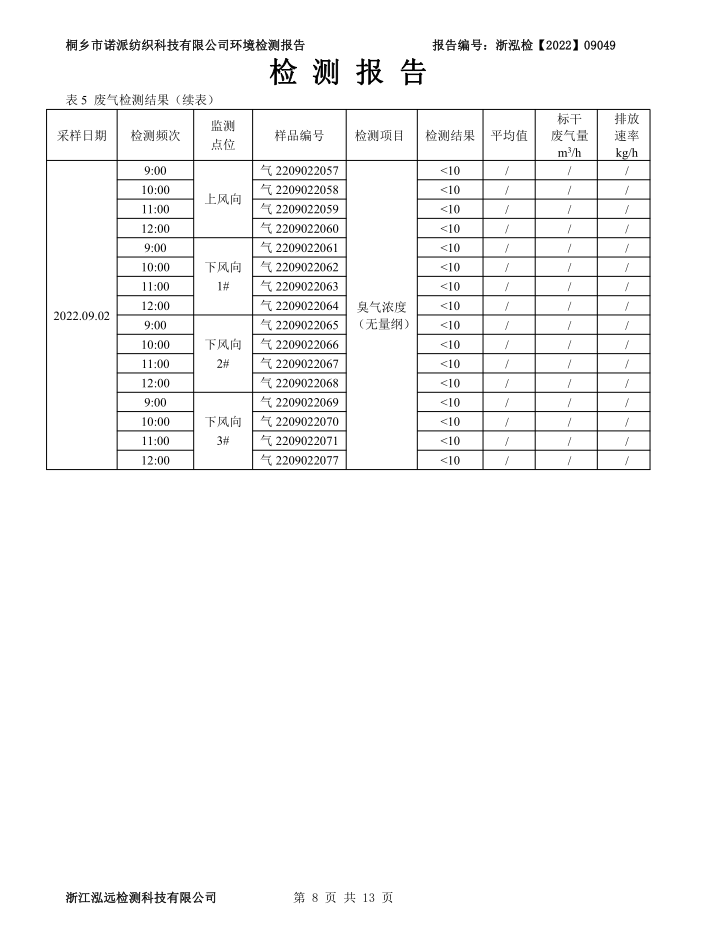 桐乡市诺派纺织科技有限公司环境检测报告 报告编号：浙泓检【2022】09049
检 测 报 告
表 5 废气检测结果（续表）
采样日期 检测频次 监测点位 样品编号 检测项目 检测结果 平均值 标干废气量 m³/h 排放速率 kg/h
2022.09.02 9:00 上风向 气 2209022057 臭气浓度（无量纲） <10 / / /
10:00 气 2209022058 <10 / / /
11:00 气 2209022059 <10 / / /
12:00 气 2209022060 <10 / / /
9:00 下风向 1# 气 2209022061 <10 / / /
10:00 气 2209022062 <10 / / /
11:00 气 2209022063 <10 / / /
12:00 气 2209022064 <10 / / /
9:00 下风向 2# 气 2209022065 <10 / / /
10:00 气 2209022066 <10 / / /
11:00 气 2209022067 <10 / / /
12:00 气 2209022068 <10 / / /
9:00 下风向 3# 气 2209022069 <10 / / /
10:00 气 2209022070 <10 / / /
11:00 气 2209022071 <10 / / /
12:00 气 2209022077 <10 / / /
浙江泓远检测科技有限公司 第 8 页 共 13 页